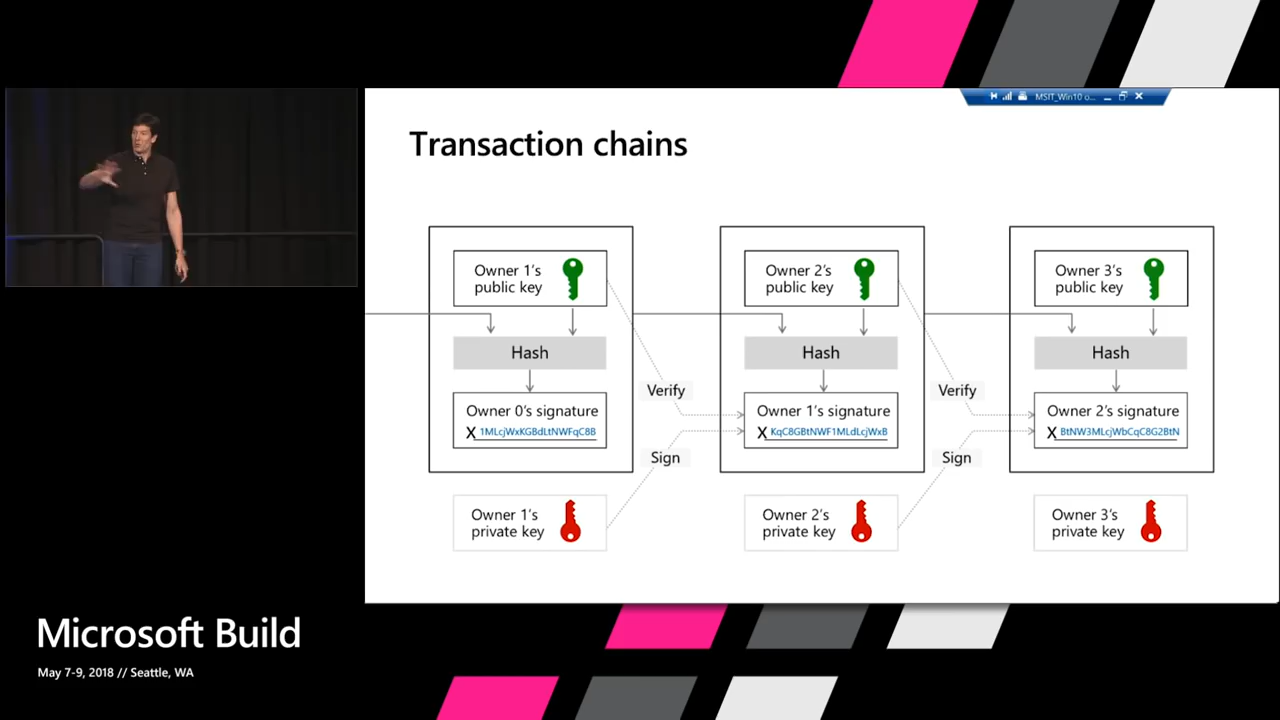 MSIT_Win10 o...
Transaction chains
Owner 1's
public key
Hash
Owner 0's signature
X 1MLcjWxKGBdLtNWFqC8B
Owner 1's
private key
Verify
Sign
Owner 2's
public key
Hash
Owner 1's signature
X KqC8GBtNWF1MLdLcjWxB
Owner 2's
private key
Verify
Sign
Owner 3's
public key
Hash
Owner 2's signature
X BtNW3MLcjWbCqC8G2BtN
Owner 3's
private key
Microsoft Build
May 7-9, 2018 // Seattle, WA